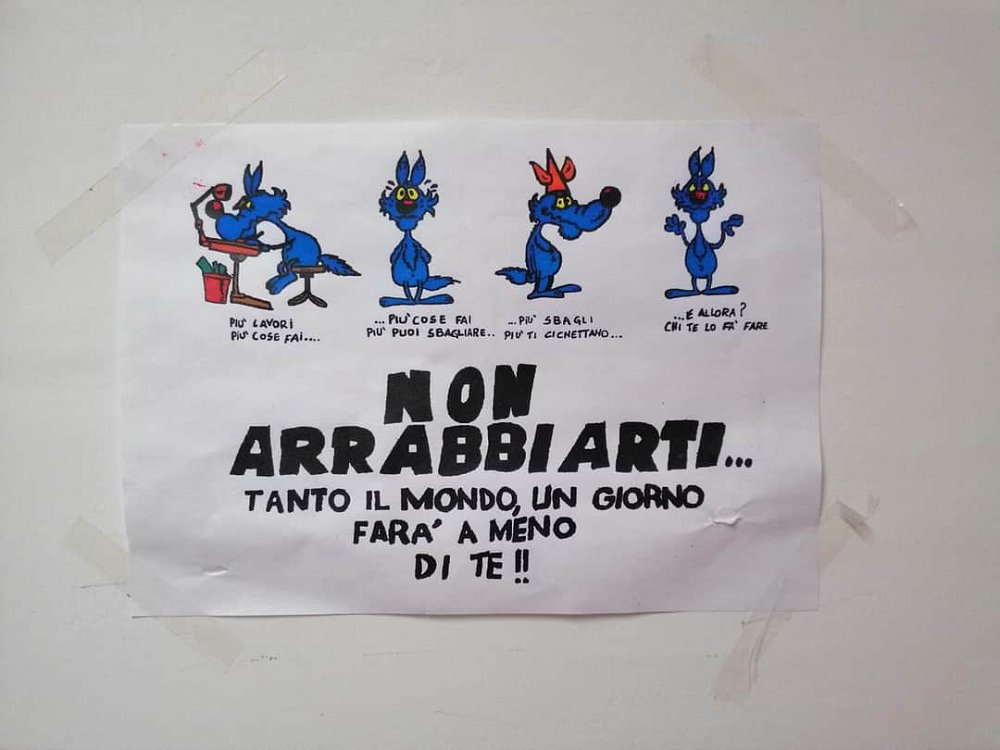 PIU' LAVORI
PIU' COSE FAI....
...PIU' COSE FAI
PIU' PUOI SBAGLIARE..
...PIU' SBAGLI
PIU' TI CICHETTANO...
...E ALLORA?
CHI TE LO FA' FARE
NON
ARRABBIARTI...
TANTO IL MONDO, UN GIORNO
FARA' A MENO
DI TE!!